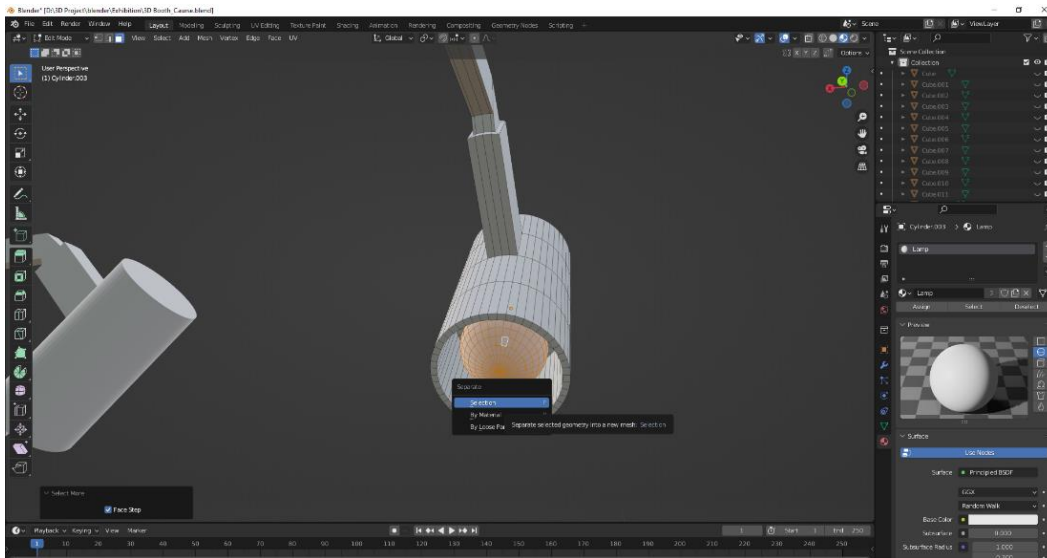 Blender* [D:\3D Project\blender\Exhibition\3D Booth_Game.blend]
File Edit Render Window Help Layout Modeling Sculpting UV Editing Texture Paint Shading Animation Rendering Compositing Geometry Nodes Scripting + Scene ViewLayer
Edit Mode View Select Add Mesh Vertex Edge Face UV Global
Options
User Perspective
(1) Cylinder.003
Scene Collection
Collection
Cube
Cube.001
Cube.002
Cube.003
Cube.004
Cube.005
Cube.006
Cube.007
Cube.008
Cube.009
Cube.010
Cube.011
Cylinder.003 > Lamp
Lamp
Lamp 3
Assign Select Deselect
Preview
Surface
Use Nodes
Surface Principled BSDF
GGX
Random Walk
Base Color
Subsurface 0.000
Subsurface Radius 1.000
0.200
Separate
Selection
By Material
By Loose Par
Separate selected geometry into a new mesh: Selection
Select More
Face Step
Playback Keying View Marker 1 Start 1 End 250
1 10 20 30 40 50 60 70 80 90 100 110 120 130 140 150 160 170 180 190 200 210 220 230 240 250